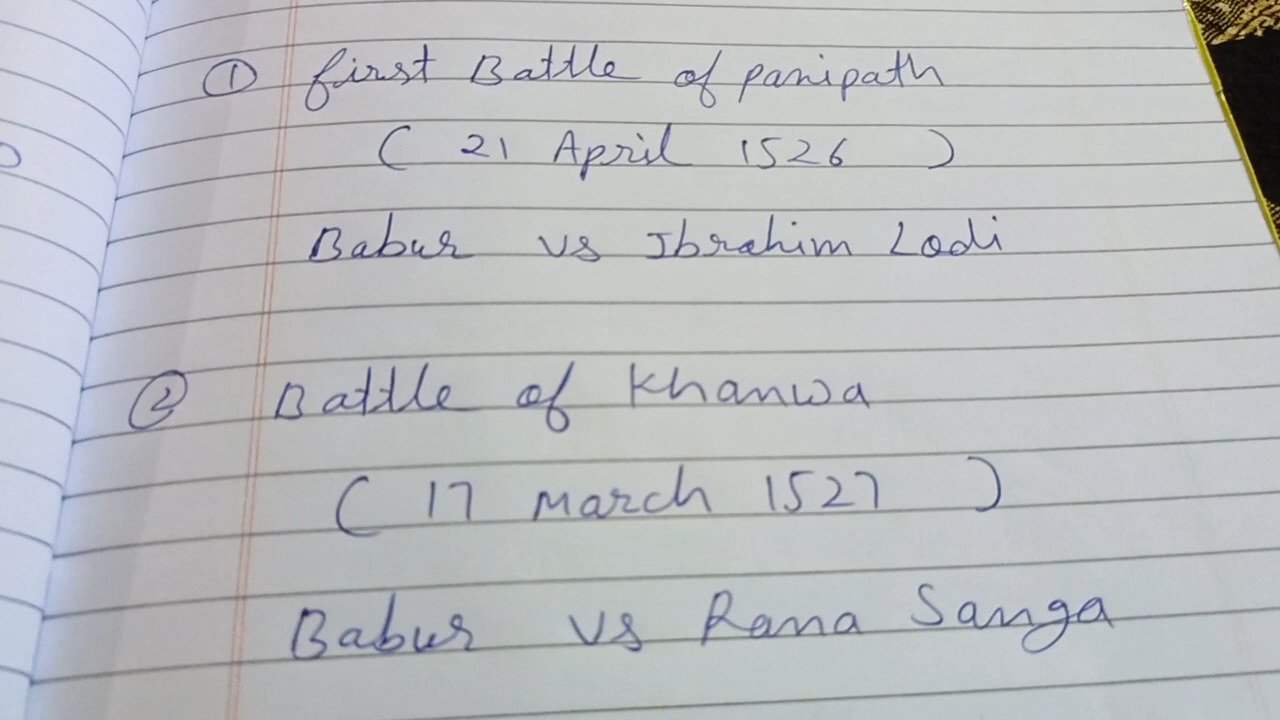 ① first Battle of panipath
( 21 April 1526 )
Babur vs Ibrahim Lodi
② Battle of Khanwa
( 17 March 1527 )
Babur vs Rana Sanga